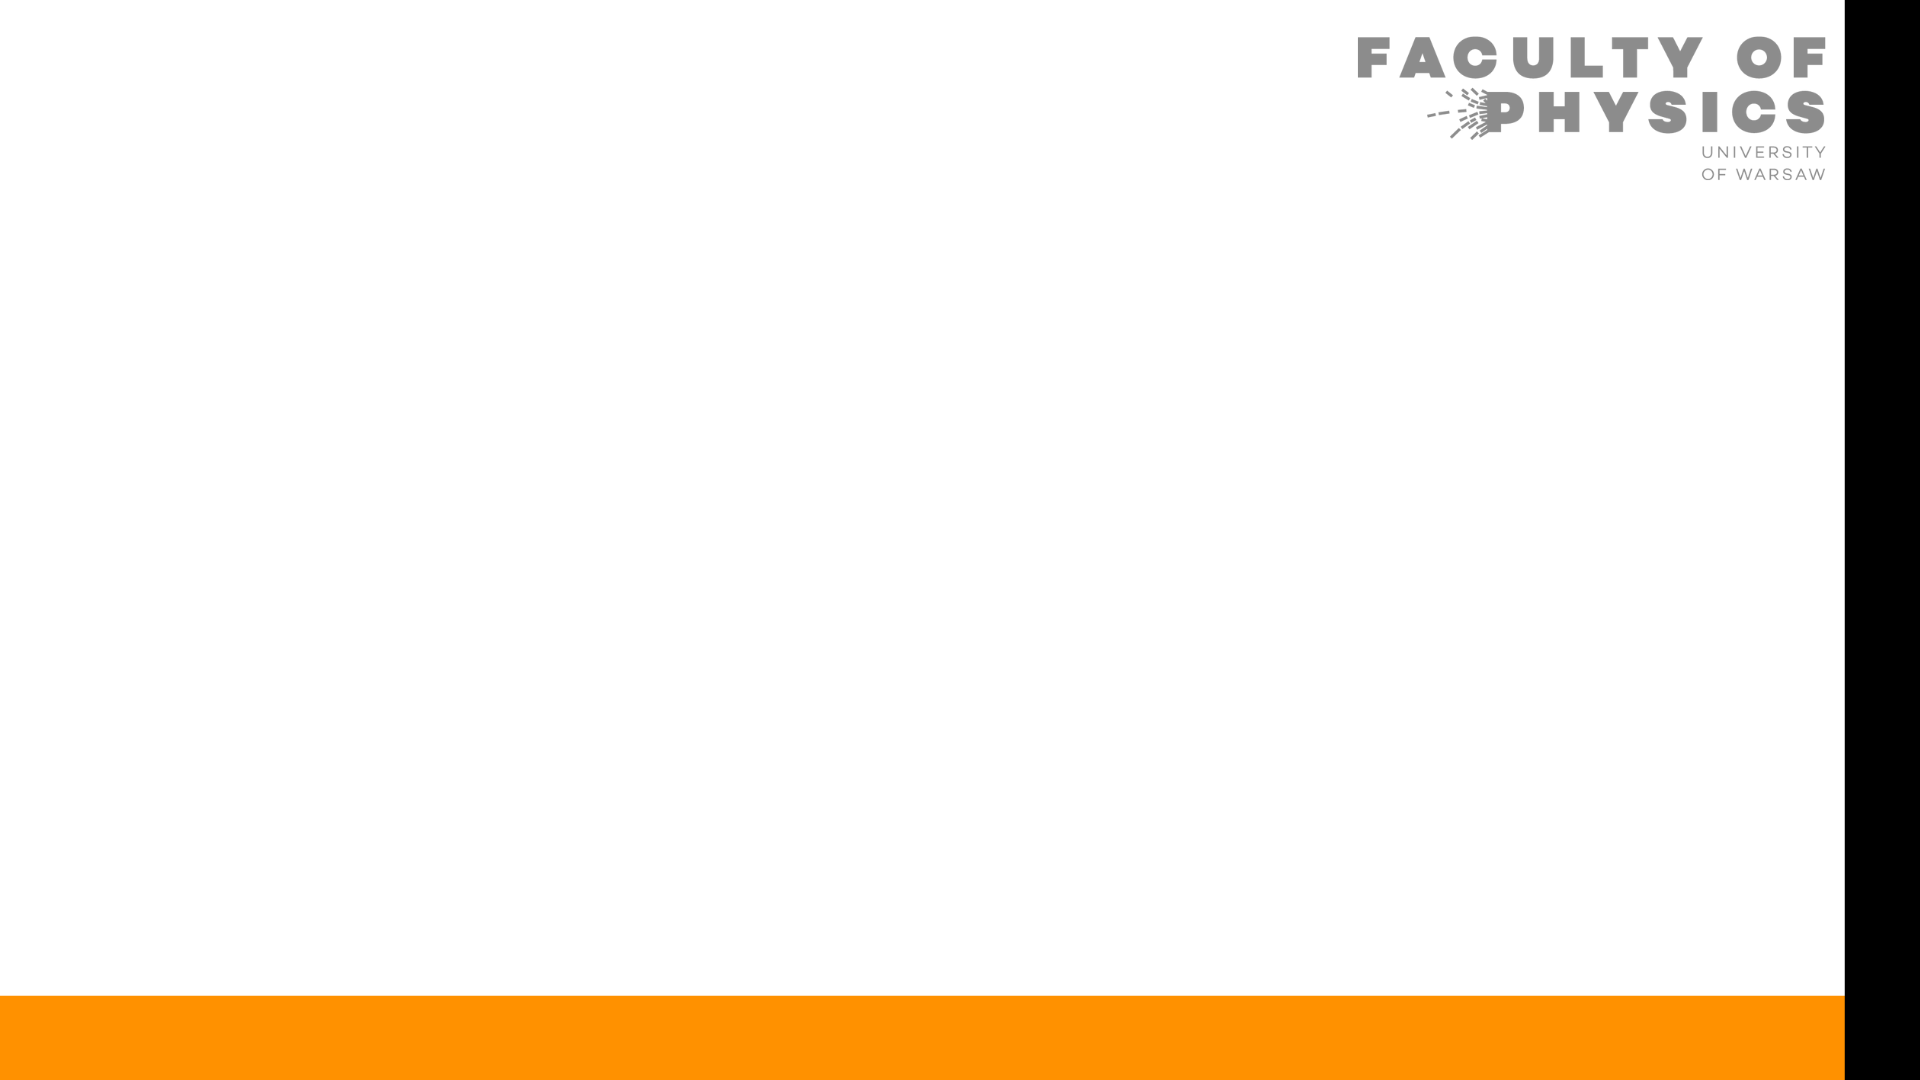 FACULTY OF
PHYSICS
UNIVERSITY
OF WARSAW